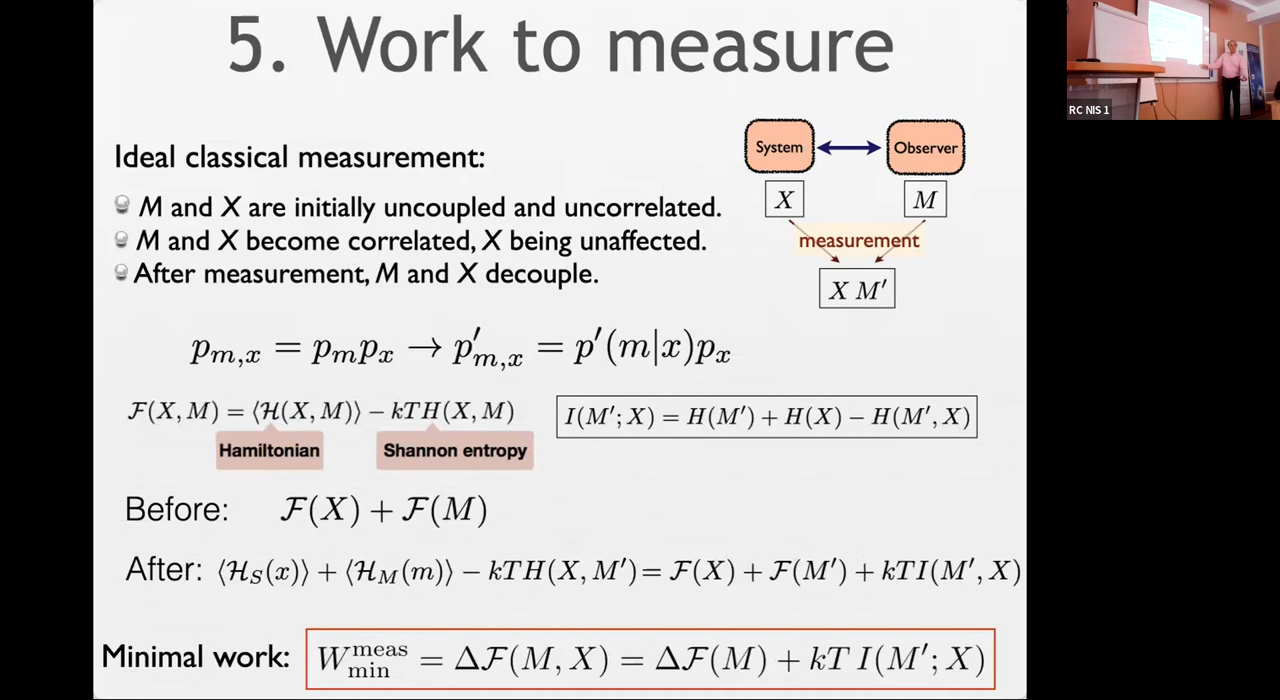 5. Work to measure
Ideal classical measurement:
System
Observer
X
M
M and X are initially uncoupled and uncorrelated.
M and X become correlated, X being unaffected.
After measurement, M and X decouple.
measurement
X M′
p_{m,x} = p_m p_x → p′_{m,x} = p′(m|x)p_x
ℱ(X, M) = ⟨ℋ(X, M)⟩ − kTH(X, M)
I(M′; X) = H(M′) + H(X) − H(M′, X)
Hamiltonian
Shannon entropy
Before: ℱ(X) + ℱ(M)
After: ⟨ℋ_S(x)⟩ + ⟨ℋ_M(m)⟩ − kTH(X, M′) = ℱ(X) + ℱ(M′) + kTI(M′, X)
Minimal work: W_{min}^{meas} = Δℱ(M, X) = Δℱ(M) + kT I(M′; X)
RC NIS 1